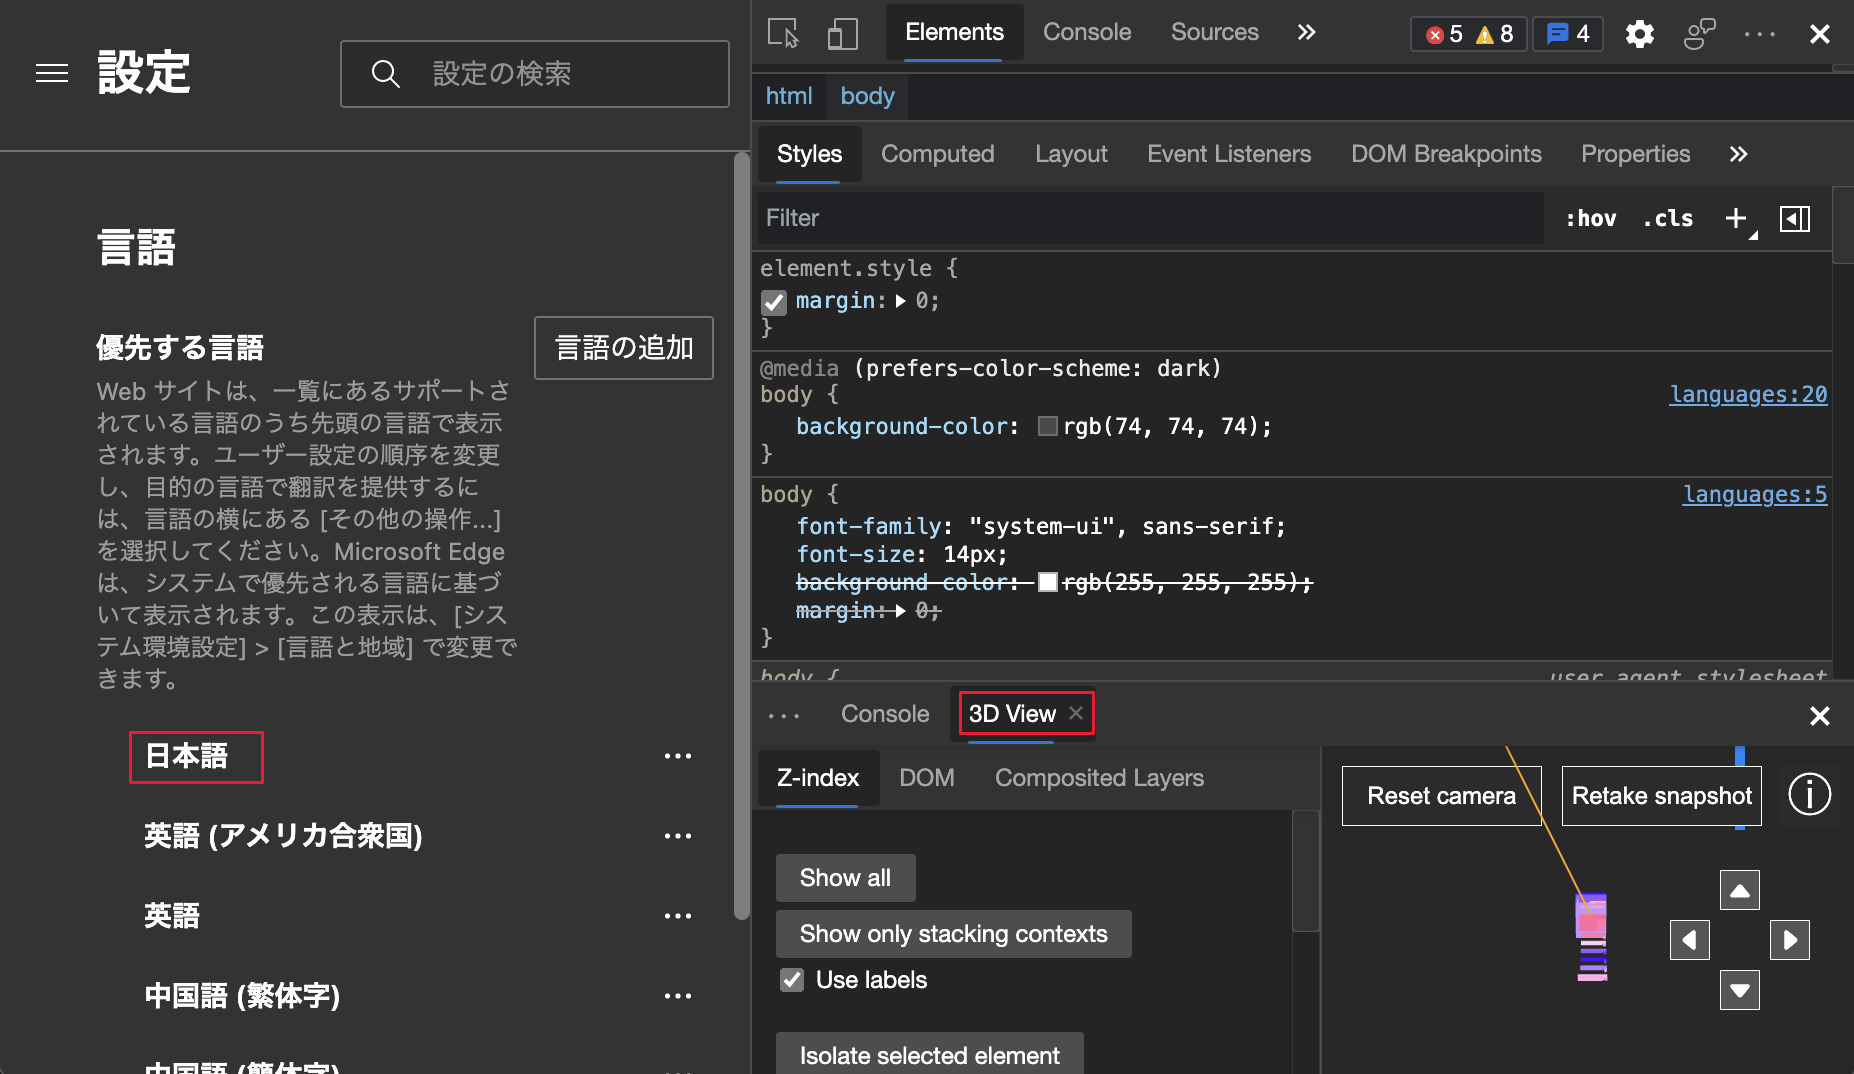 設定
設定の検索
言語
優先する言語
言語の追加
Web サイトは、一覧にあるサポートさ
れている言語のうち先頭の言語で表示
されます。ユーザー設定の順序を変更
し、目的の言語で翻訳を提供するに
は、言語の横にある [その他の操作...]
を選択してください。Microsoft Edge
は、システムで優先される言語に基づ
いて表示されます。この表示は、[シス
テム環境設定] > [言語と地域] で変更で
きます。
日本語
英語 (アメリカ合衆国)
英語
中国語 (繁体字)
中国語 (簡体字)
Elements Console Sources 5 8 4
html body
Styles Computed Layout Event Listeners DOM Breakpoints Properties
Filter :hov .cls +
element.style {
margin: 0;
}
@media (prefers-color-scheme: dark)
body { languages:20
background-color: rgb(74, 74, 74);
}
body { languages:5
font-family: "system-ui", sans-serif;
font-size: 14px;
background-color: rgb(255, 255, 255);
margin: 0;
}
body { user agent stylesheet
... Console 3D View
Z-index DOM Composited Layers
Show all
Show only stacking contexts
Use labels
Isolate selected element
Reset camera Retake snapshot